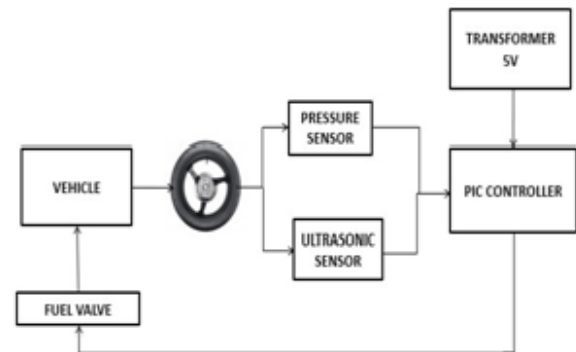 TRANSFORMER
5V
PRESSURE
SENSOR
VEHICLE
PIC CONTROLLER
ULTRASONIC
SENSOR
FUEL VALVE